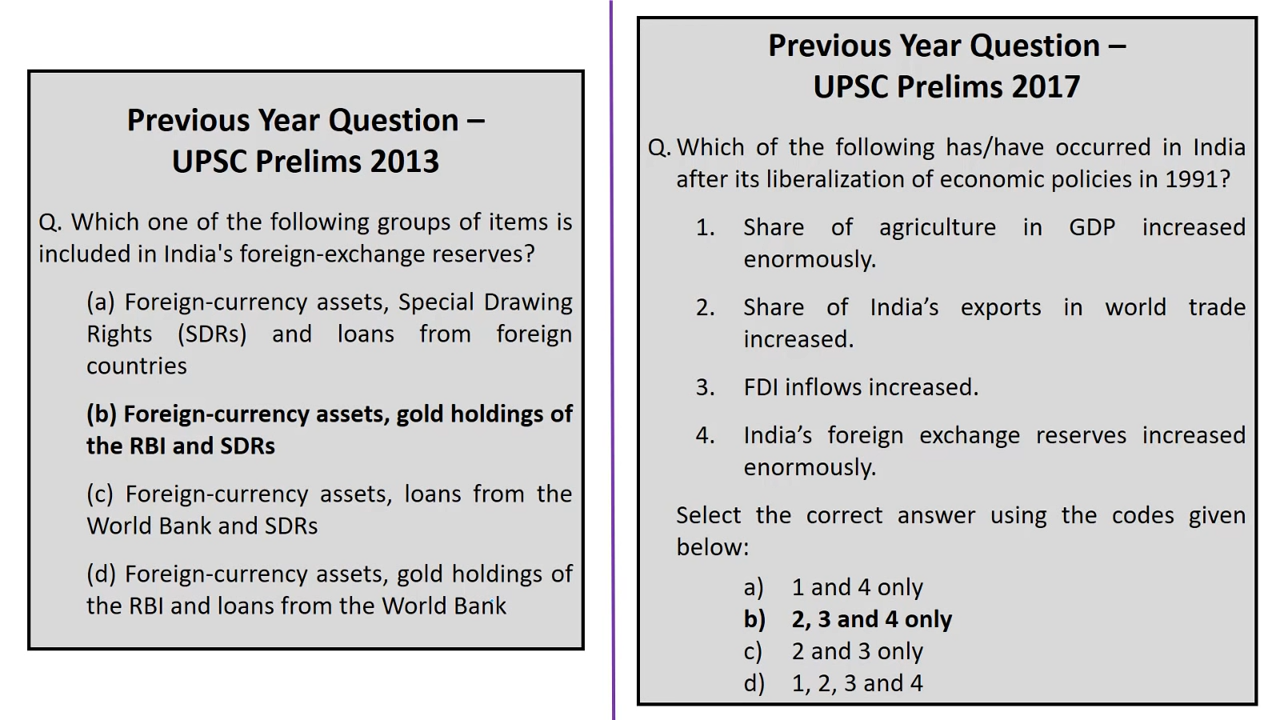 Previous Year Question –
UPSC Prelims 2013
Q. Which one of the following groups of items is
included in India's foreign-exchange reserves?
(a) Foreign-currency assets, Special Drawing
Rights (SDRs) and loans from foreign
countries
(b) Foreign-currency assets, gold holdings of
the RBI and SDRs
(c) Foreign-currency assets, loans from the
World Bank and SDRs
(d) Foreign-currency assets, gold holdings of
the RBI and loans from the World Bank
Previous Year Question –
UPSC Prelims 2017
Q. Which of the following has/have occurred in India
after its liberalization of economic policies in 1991?
1. Share of agriculture in GDP increased
enormously.
2. Share of India’s exports in world trade
increased.
3. FDI inflows increased.
4. India’s foreign exchange reserves increased
enormously.
Select the correct answer using the codes given
below:
a) 1 and 4 only
b) 2, 3 and 4 only
c) 2 and 3 only
d) 1, 2, 3 and 4